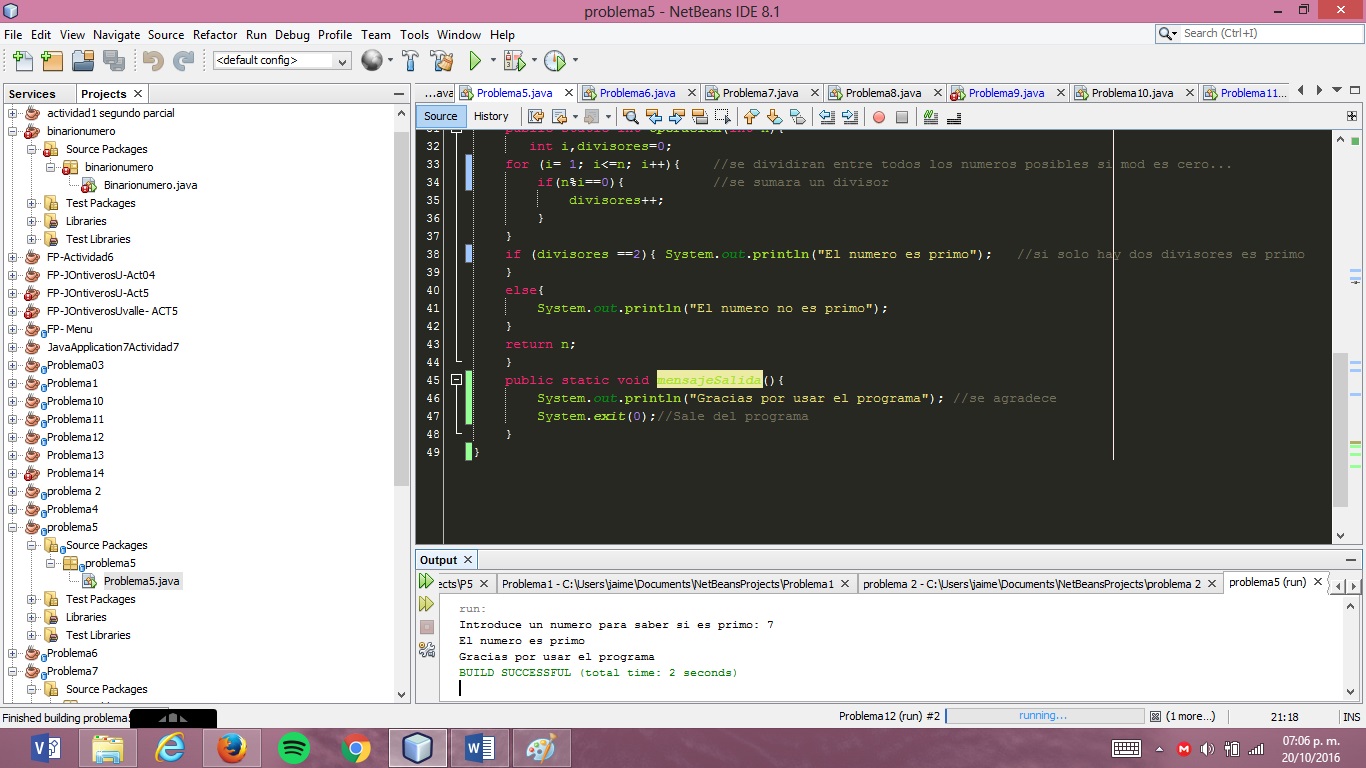 problema5 - NetBeans IDE 8.1
File Edit View Navigate Source Refactor Run Debug Profile Team Tools Window Help
Search (Ctrl+I)
<default config>
Services Projects
...ava Problema5.java Problema6.java Problema7.java Problema8.java Problema9.java Problema10.java Problema11...
Source History
actividad1 segundo parcial
binarionumero
Source Packages
binarionumero
Binarionumero.java
Test Packages
Libraries
Test Libraries
FP-Actividad6
FP-JOntiverosU-Act04
FP-JOntiverosU-Act5
FP-JOntiverosUvalle- ACT5
FP- Menu
JavaApplication7Actividad7
Problema03
Problema1
Problema10
Problema11
Problema12
Problema13
Problema14
problema 2
Problema4
problema5
Source Packages
problema5
Problema5.java
Test Packages
Libraries
Test Libraries
Problema6
Problema7
Source Packages
32 int i,divisores=0;
33 for (i= 1; i<=n; i++){ //se dividiran entre todos los numeros posibles si mod es cero...
34 if(n%i==0){ //se sumara un divisor
35 divisores++;
36 }
37 }
38 if (divisores ==2){ System.out.println("El numero es primo"); //si solo hay dos divisores es primo
39 }
40 else{
41 System.out.println("El numero no es primo");
42 }
43 return n;
44 }
45 public static void mensajeSalida(){
46 System.out.println("Gracias por usar el programa"); //se agradece
47 System.exit(0);//Sale del programa
48 }
49 }
Output
ects\P5 Problema1 - C:\Users\jaime\Documents\NetBeansProjects\Problema1 problema 2 - C:\Users\jaime\Documents\NetBeansProjects\problema 2 problema5 (run)
run:
Introduce un numero para saber si es primo: 7
El numero es primo
Gracias por usar el programa
BUILD SUCCESSFUL (total time: 2 seconds)
Finished building problema5
Problema12 (run) #2 running... (1 more...) 21:18 INS
07:06 p. m.
20/10/2016